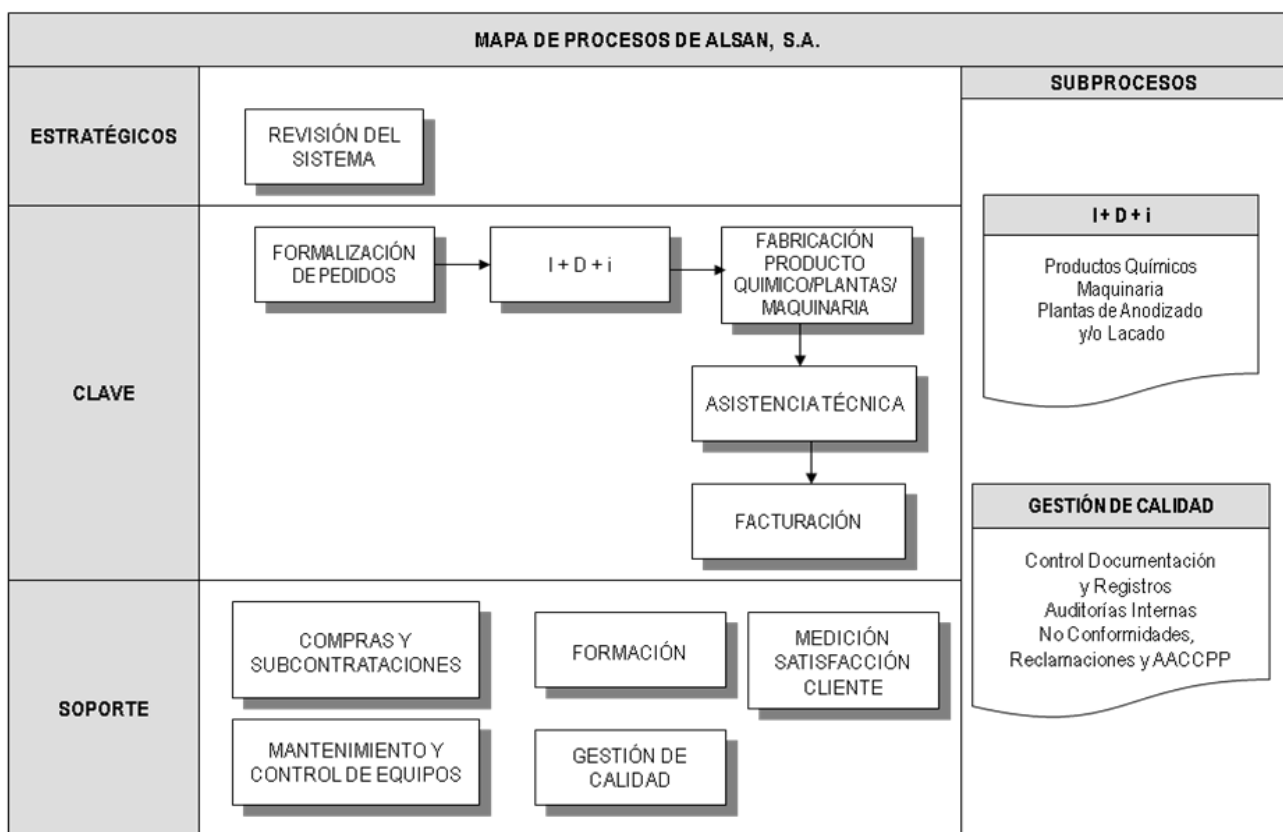 MAPA DE PROCESOS DE ALSAN, S.A.
SUBPROCESOS
ESTRATÉGICOS
REVISIÓN DEL
SISTEMA
CLAVE
FORMALIZACIÓN
DE PEDIDOS
I + D + i
FABRICACIÓN
PRODUCTO
QUIMICO/PLANTAS/
MAQUINARIA
ASISTENCIA TÉCNICA
FACTURACIÓN
SOPORTE
COMPRAS Y
SUBCONTRATACIONES
FORMACIÓN
MEDICIÓN
SATISFACCIÓN
CLIENTE
MANTENIMIENTO Y
CONTROL DE EQUIPOS
GESTIÓN DE
CALIDAD
I + D + i
Productos Químicos
Maquinaria
Plantas de Anodizado
y/o Lacado
GESTIÓN DE CALIDAD
Control Documentación
y Registros
Auditorías Internas
No Conformidades,
Reclamaciones y AACCPP